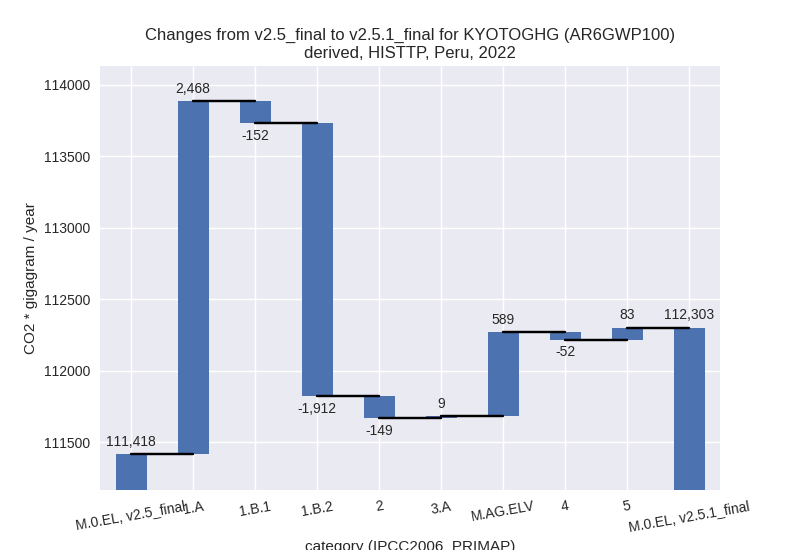 Changes from v2.5_final to v2.5.1_final for KYOTOGHG (AR6GWP100)
derived, HISTTP, Peru, 2022
CO2 * gigagram / year
114000
113500
113000
112500
112000
111500
111,418
2,468
-152
-1,912
-149
9
589
-52
83
112,303
M.0.EL, v2.5_final
1.A
1.B.1
1.B.2
2
3.A
M.AG.ELV
4
5
M.0.EL, v2.5.1_final
category (IPCC2006_PRIMAP)